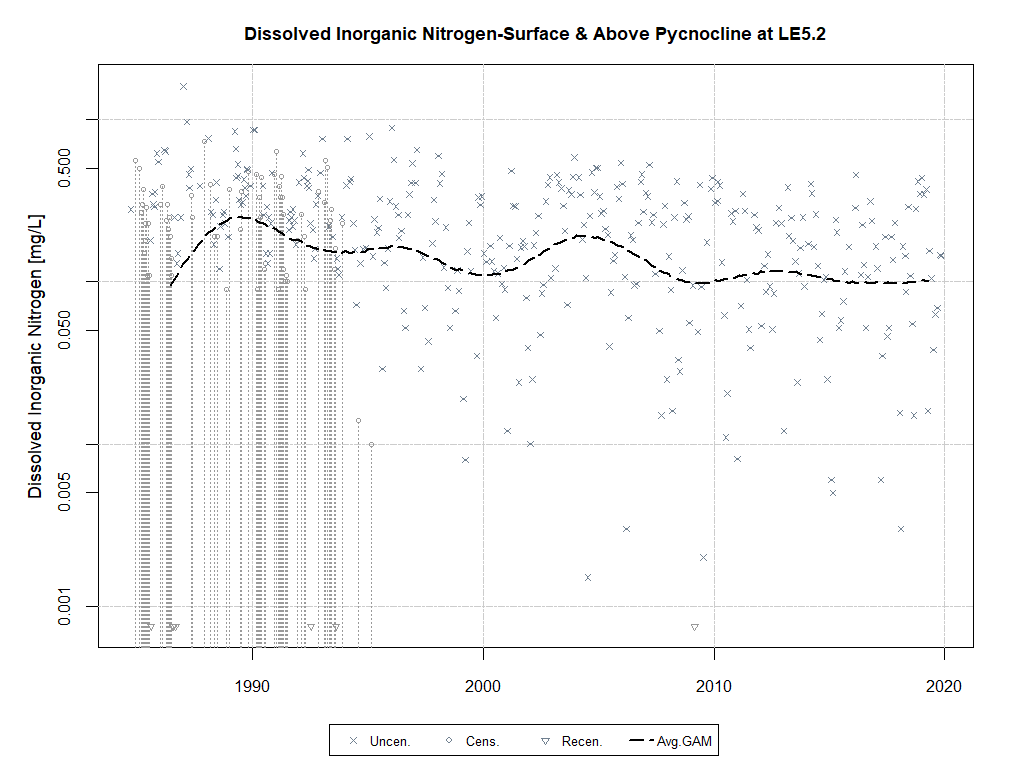 Dissolved Inorganic Nitrogen-Surface & Above Pycnocline at LE5.2
Dissolved Inorganic Nitrogen [mg/L]
0.500
0.050
0.005
0.001
1990 2000 2010 2020
Uncen. Cens. Recen. Avg.GAM